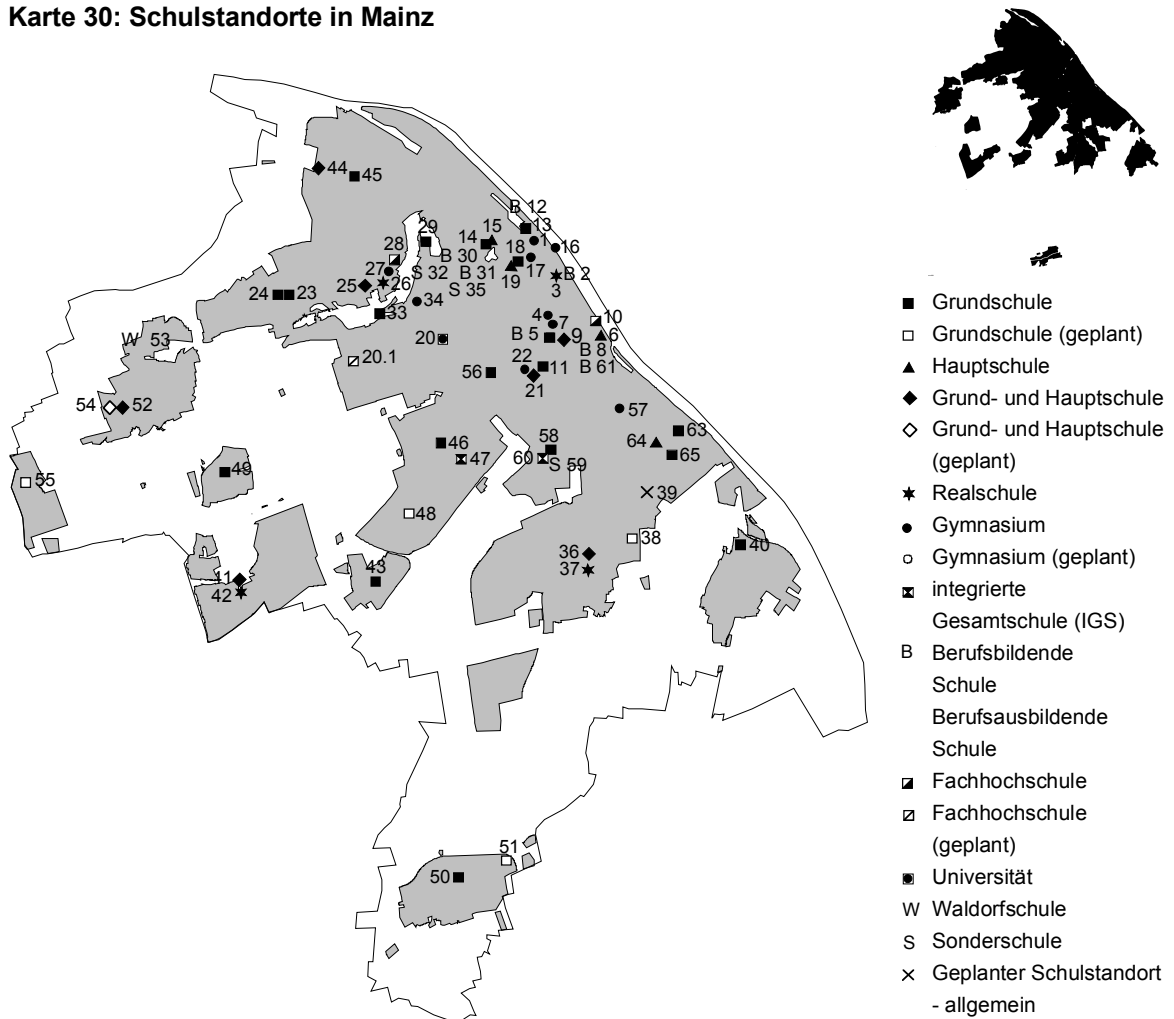 Karte 30: Schulstandorte in Mainz
44
45
B 12
13
15
14
1
16
29
28
B 30
18
17
27
S 32
B 31
19
B 2
25
26
S 35
3
24
23
34
33
4
7
10
20
B 5
9
6
W 53
B 8
20.1
22
11
B 61
56
21
54
52
57
46
58
64
63
47
60
S 59
65
49
55
39
48
38
40
36
41
43
37
42
51
50
Grundschule
Grundschule (geplant)
Hauptschule
Grund- und Hauptschule
Grund- und Hauptschule
(geplant)
Realschule
Gymnasium
Gymnasium (geplant)
integrierte
Gesamtschule (IGS)
B Berufsbildende
Schule
Berufsausbildende
Schule
Fachhochschule
Fachhochschule
(geplant)
Universität
W Waldorfschule
S Sonderschule
Geplanter Schulstandort
- allgemein